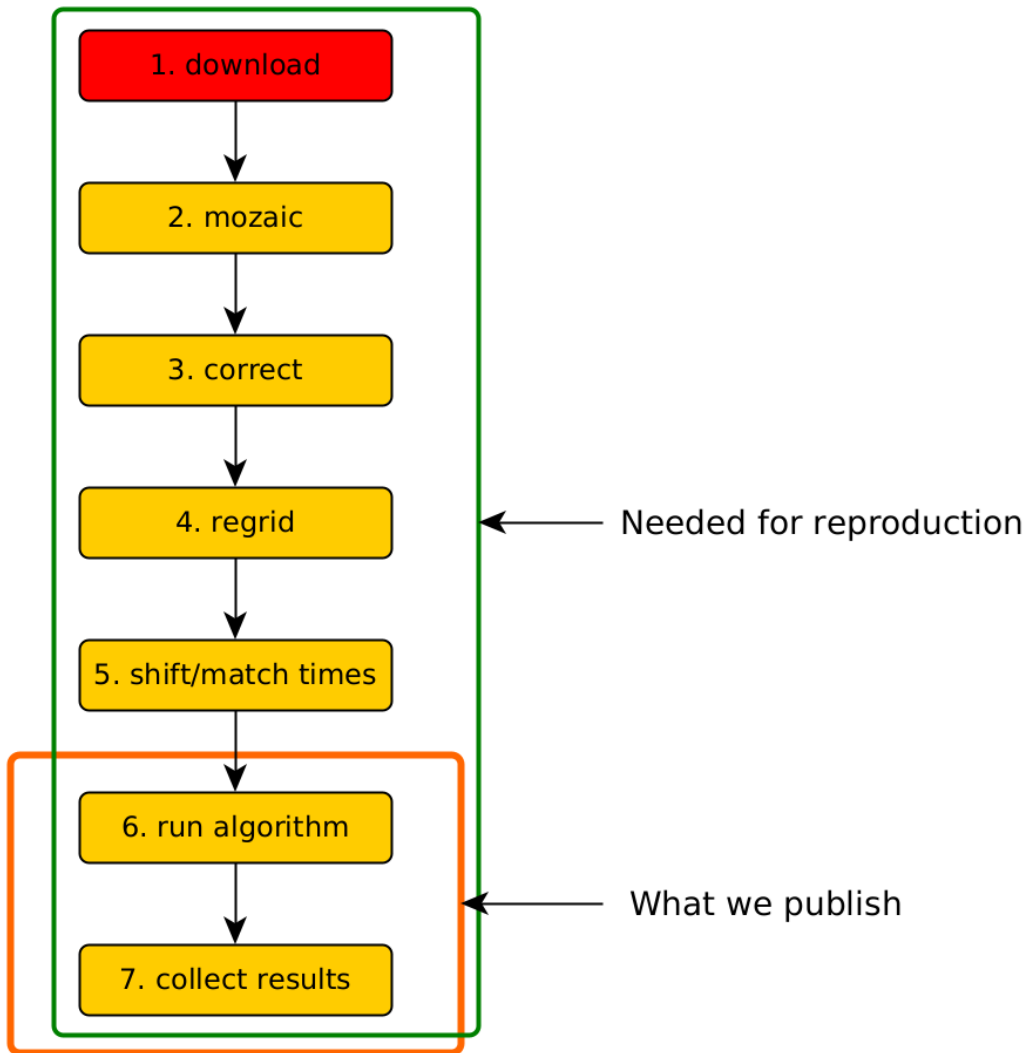 1. download
2. mozaic
3. correct
4. regrid
Needed for reproduction
5. shift/match times
6. run algorithm
What we publish
7. collect results